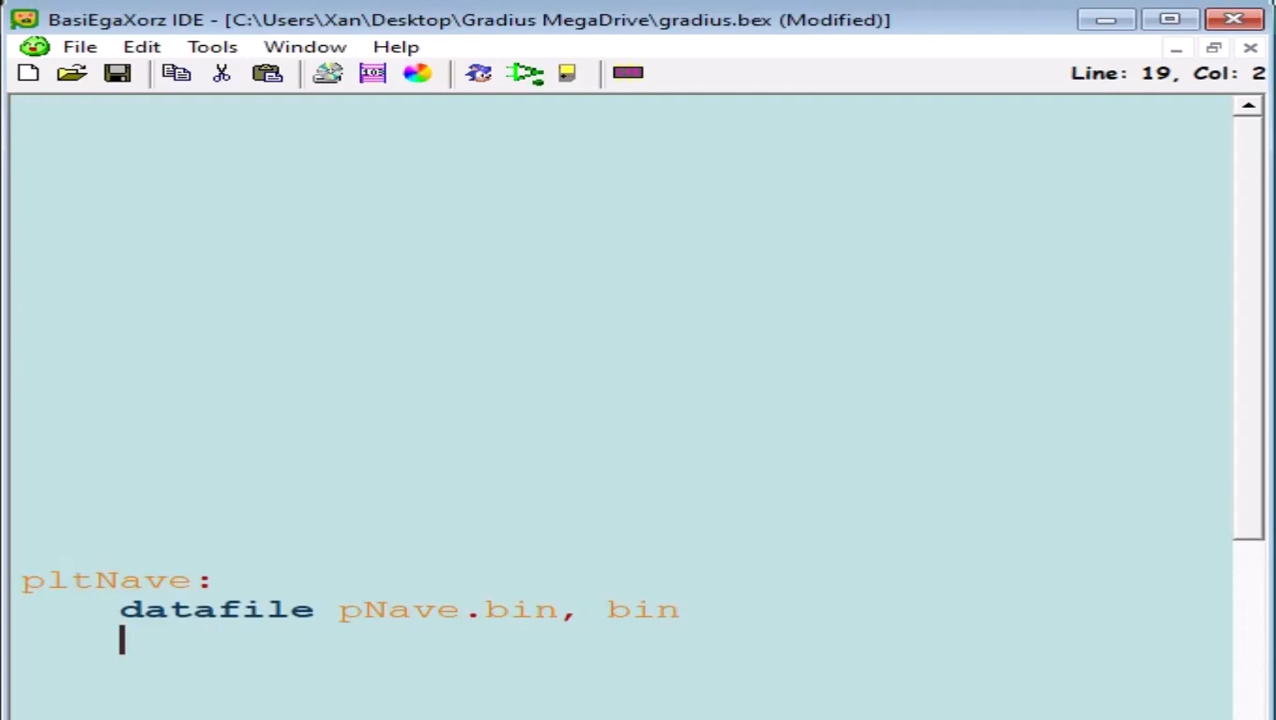 BasiEgaXorz IDE - [C:\Users\Xan\Desktop\Gradius MegaDrive\gradius.bex (Modified)]
File Edit Tools Window Help
Line: 19, Col: 2
pltNave:
datafile pNave.bin, bin